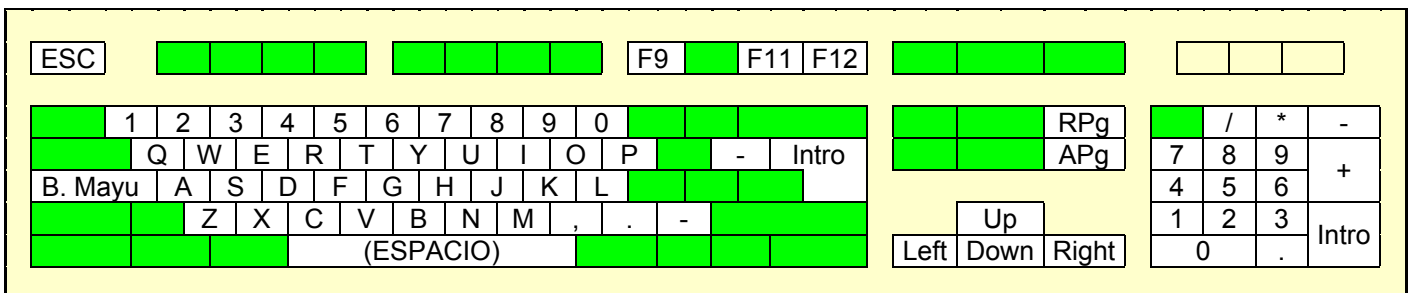 ESC F9 F11 F12
1 2 3 4 5 6 7 8 9 0 RPg / * -
Q W E R T Y U I O P - Intro APg 7 8 9 +
B. Mayu A S D F G H J K L 4 5 6
Z X C V B N M , . - Up 1 2 3 Intro
(ESPACIO) Left Down Right 0 .